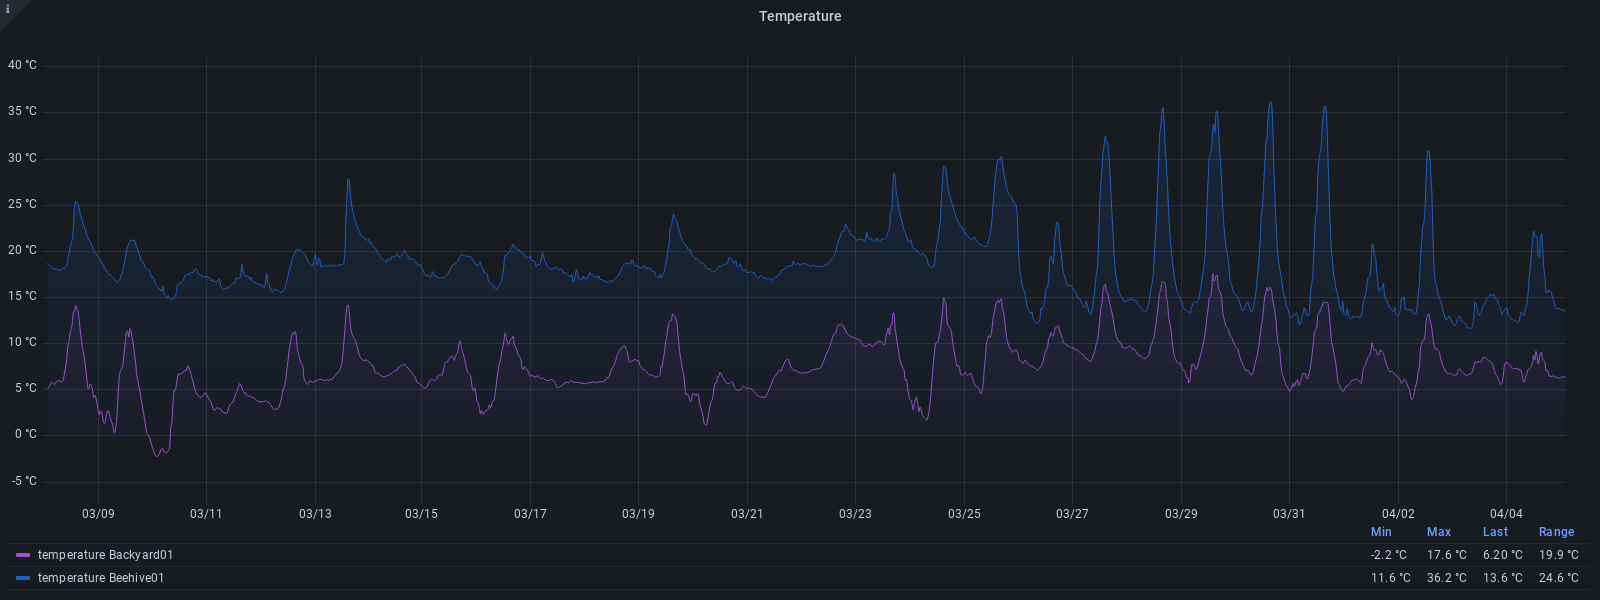 i
Temperature
40 °C
35 °C
30 °C
25 °C
20 °C
15 °C
10 °C
5 °C
0 °C
-5 °C
03/09 03/11 03/13 03/15 03/17 03/19 03/21 03/23 03/25 03/27 03/29 03/31 04/02 04/04
Min Max Last Range
temperature Backyard01 -2.2 °C 17.6 °C 6.20 °C 19.9 °C
temperature Beehive01 11.6 °C 36.2 °C 13.6 °C 24.6 °C